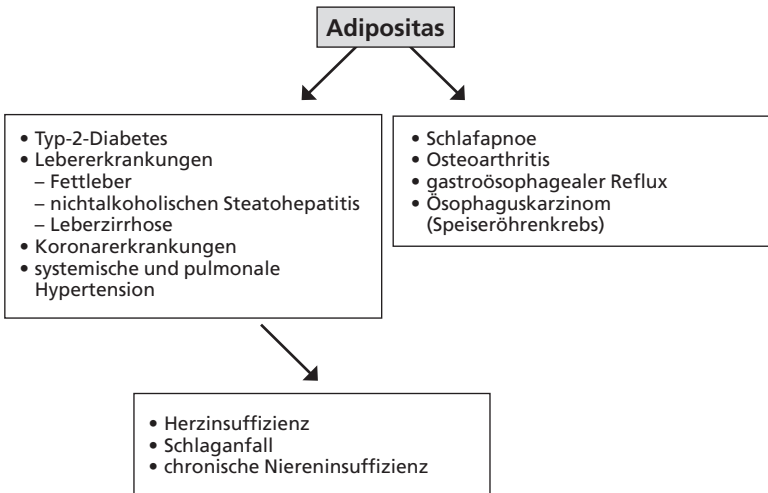 Adipositas
• Typ-2-Diabetes
• Lebererkrankungen
– Fettleber
– nichtalkoholischen Steatohepatitis
– Leberzirrhose
• Koronarerkrankungen
• systemische und pulmonale
Hypertension
• Schlafapnoe
• Osteoarthritis
• gastroösophagealer Reflux
• Ösophaguskarzinom
(Speiseröhrenkrebs)
• Herzinsuffizienz
• Schlaganfall
• chronische Niereninsuffizienz